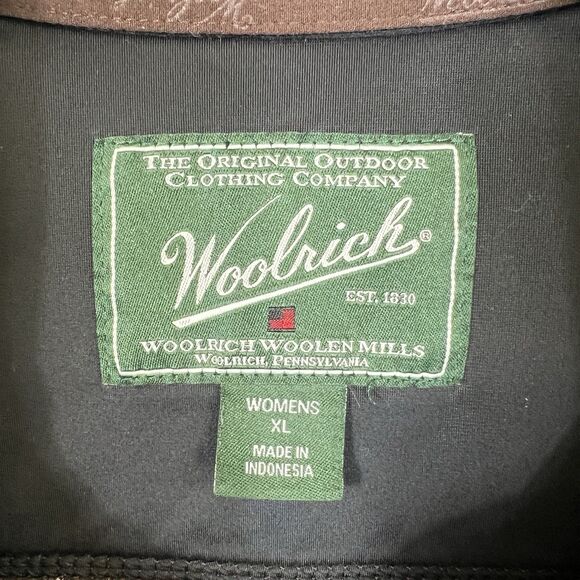 THE ORIGINAL OUTDOOR
CLOTHING COMPANY
Woolrich®
EST. 1830
WOOLRICH WOOLEN MILLS
WOOLRICH, PENNSYLVANIA
WOMENS
XL
MADE IN
INDONESIA